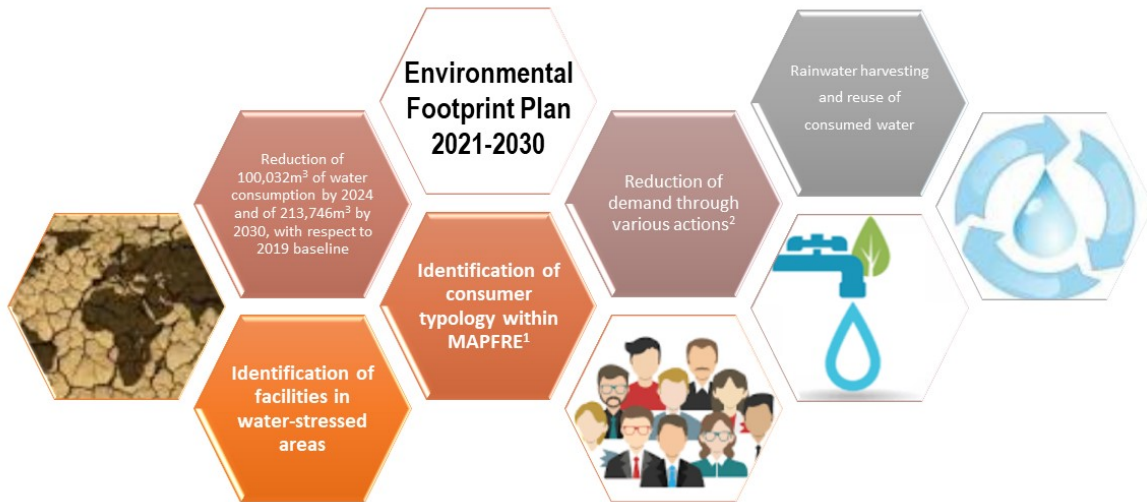 Environmental
Footprint Plan
2021-2030
Rainwater harvesting
and reuse of
consumed water
Reduction of
100,032m³ of water
consumption by 2024
and of 213,746m³ by
2030, with respect to
2019 baseline
Reduction of
demand through
various actions²
Identification of
consumer
typology within
MAPFRE¹
Identification of
facilities in
water-stressed
areas